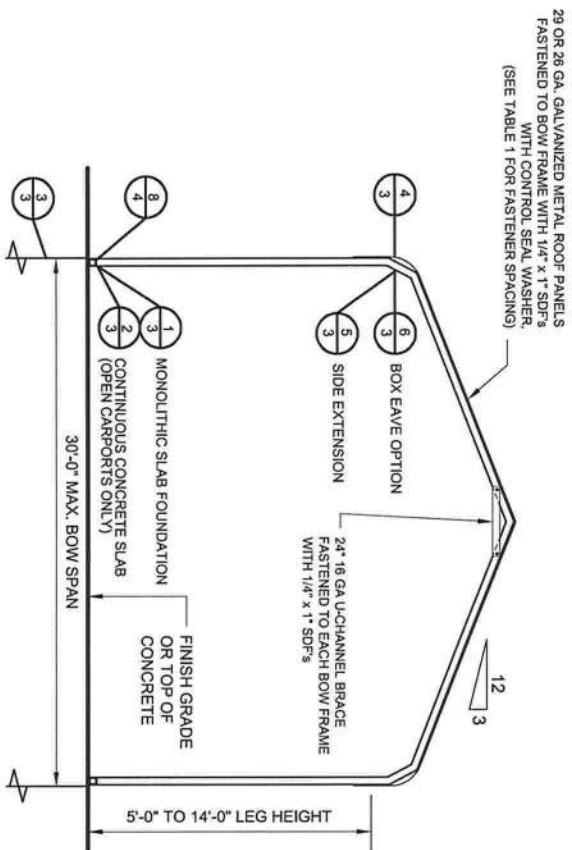 29 OR 26 GA. GALVANIZED METAL ROOF PANELS
FASTENED TO BOW FRAME WITH 1/4" x 1" SDF's
WITH CONTROL SEAL WASHER,
(SEE TABLE 1 FOR FASTENER SPACING)
12
3
4
3
6
3
BOX EAVE OPTION
5
3
SIDE EXTENSION
24" 16 GA U-CHANNEL BRACE
FASTENED TO EACH BOW FRAME
WITH 1/4" x 1" SDF's
5'-0" TO 14'-0" LEG HEIGHT
8
4
1
3
MONOLITHIC SLAB FOUNDATION
2
3
CONTINUOUS CONCRETE SLAB
(OPEN CARPORTS ONLY)
FINISH GRADE
OR TOP OF
CONCRETE
3
3
30'-0" MAX. BOW SPAN